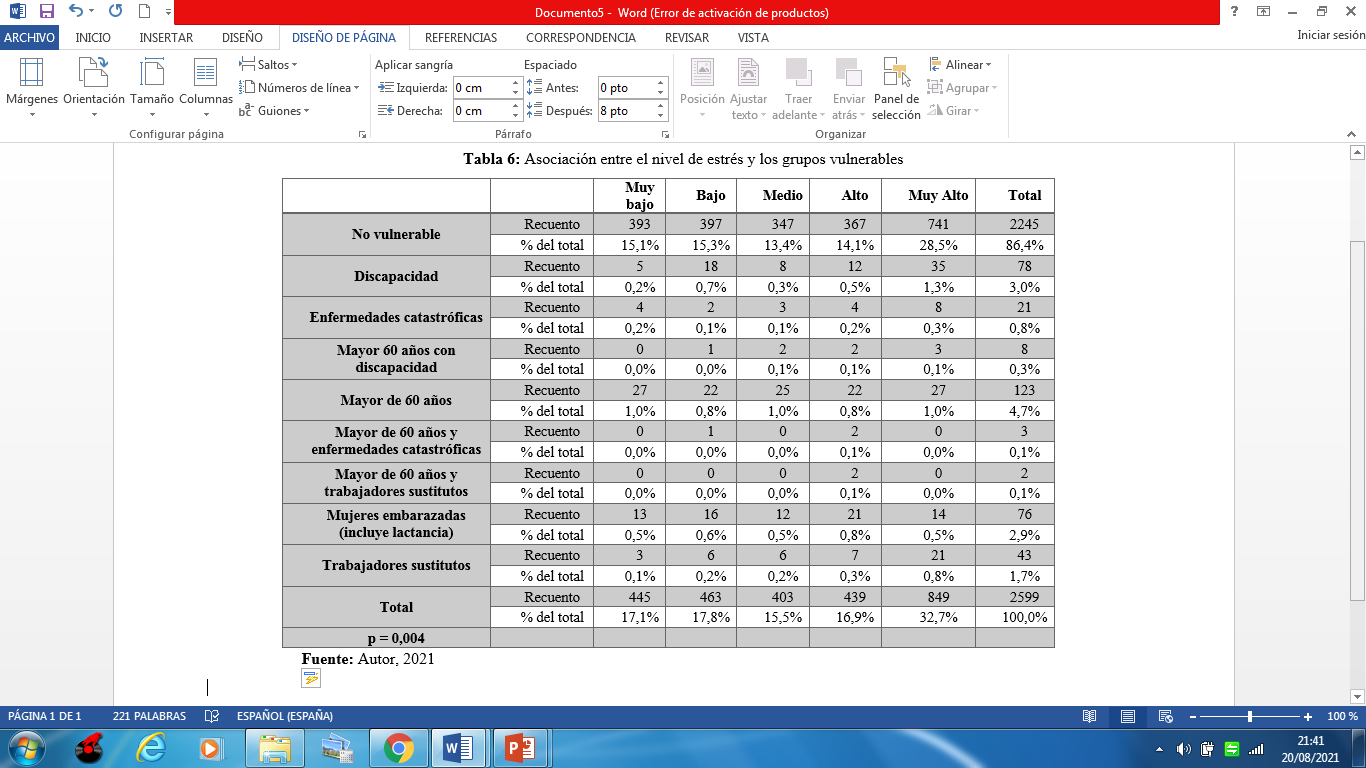 Documento5 - Word (Error de activación de productos)
ARCHIVO INICIO INSERTAR DISEÑO DISEÑO DE PÁGINA REFERENCIAS CORRESPONDENCIA REVISAR VISTA Iniciar sesión
Márgenes Orientación Tamaño Columnas
Saltos
Números de línea
Guiones
Configurar página
Aplicar sangría Espaciado
Izquierda: 0 cm Antes: 0 pto
Derecha: 0 cm Después: 8 pto
Párrafo
Posición Ajustar texto Traer adelante Enviar atrás Panel de selección
Alinear
Agrupar
Girar
Organizar
Tabla 6: Asociación entre el nivel de estrés y los grupos vulnerables
Muy bajo Bajo Medio Alto Muy Alto Total
No vulnerable Recuento 393 397 347 367 741 2245
% del total 15,1% 15,3% 13,4% 14,1% 28,5% 86,4%
Discapacidad Recuento 5 18 8 12 35 78
% del total 0,2% 0,7% 0,3% 0,5% 1,3% 3,0%
Enfermedades catastróficas Recuento 4 2 3 4 8 21
% del total 0,2% 0,1% 0,1% 0,2% 0,3% 0,8%
Mayor 60 años con discapacidad Recuento 0 1 2 2 3 8
% del total 0,0% 0,0% 0,1% 0,1% 0,1% 0,3%
Mayor de 60 años Recuento 27 22 25 22 27 123
% del total 1,0% 0,8% 1,0% 0,8% 1,0% 4,7%
Mayor de 60 años y enfermedades catastróficas Recuento 0 1 0 2 0 3
% del total 0,0% 0,0% 0,0% 0,1% 0,0% 0,1%
Mayor de 60 años y trabajadores sustitutos Recuento 0 0 0 2 0 2
% del total 0,0% 0,0% 0,0% 0,1% 0,0% 0,1%
Mujeres embarazadas (incluye lactancia) Recuento 13 16 12 21 14 76
% del total 0,5% 0,6% 0,5% 0,8% 0,5% 2,9%
Trabajadores sustitutos Recuento 3 6 6 7 21 43
% del total 0,1% 0,2% 0,2% 0,3% 0,8% 1,7%
Total Recuento 445 463 403 439 849 2599
% del total 17,1% 17,8% 15,5% 16,9% 32,7% 100,0%
p = 0,004
Fuente: Autor, 2021
PÁGINA 1 DE 1 221 PALABRAS ESPAÑOL (ESPAÑA) 100 %
21:41
20/08/2021